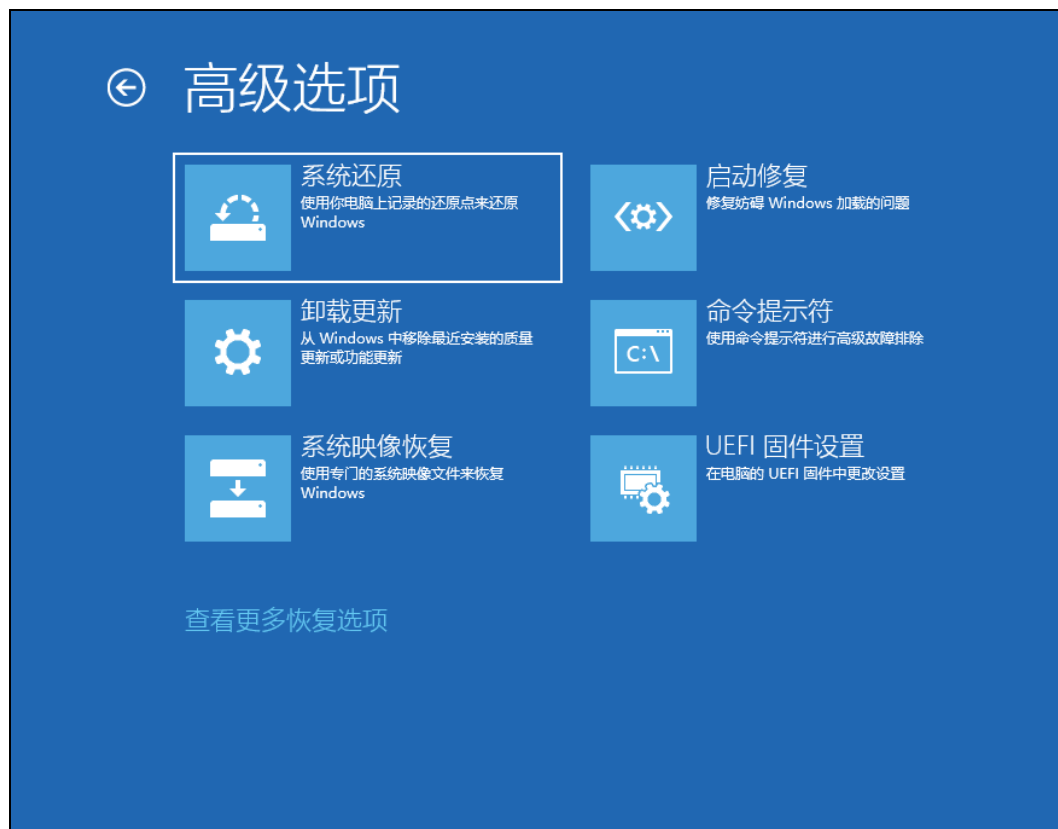 高级选项
系统还原
使用你电脑上记录的还原点来还原
Windows
启动修复
修复妨碍 Windows 加载的问题
卸载更新
从 Windows 中移除最近安装的质量
更新或功能更新
命令提示符
C:\
使用命令提示符进行高级故障排除
系统映像恢复
使用专门的系统映像文件来恢复
Windows
UEFI 固件设置
在电脑的 UEFI 固件中更改设置
查看更多恢复选项